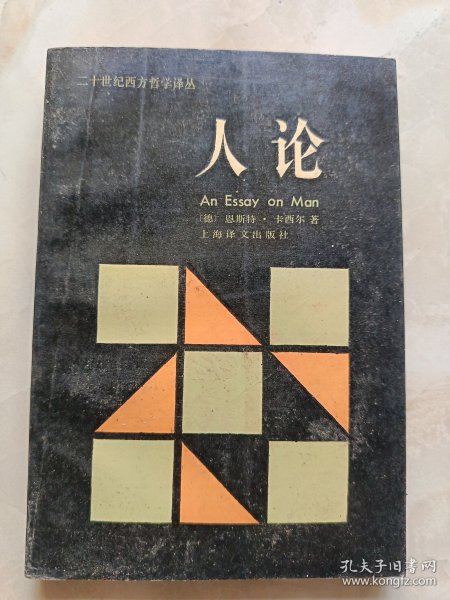 二十世纪西方哲学译丛
人论
An Essay on Man
〔德〕恩斯特·卡西尔 著
上海译文出版社
孔夫子旧书网
www.kongfz.com